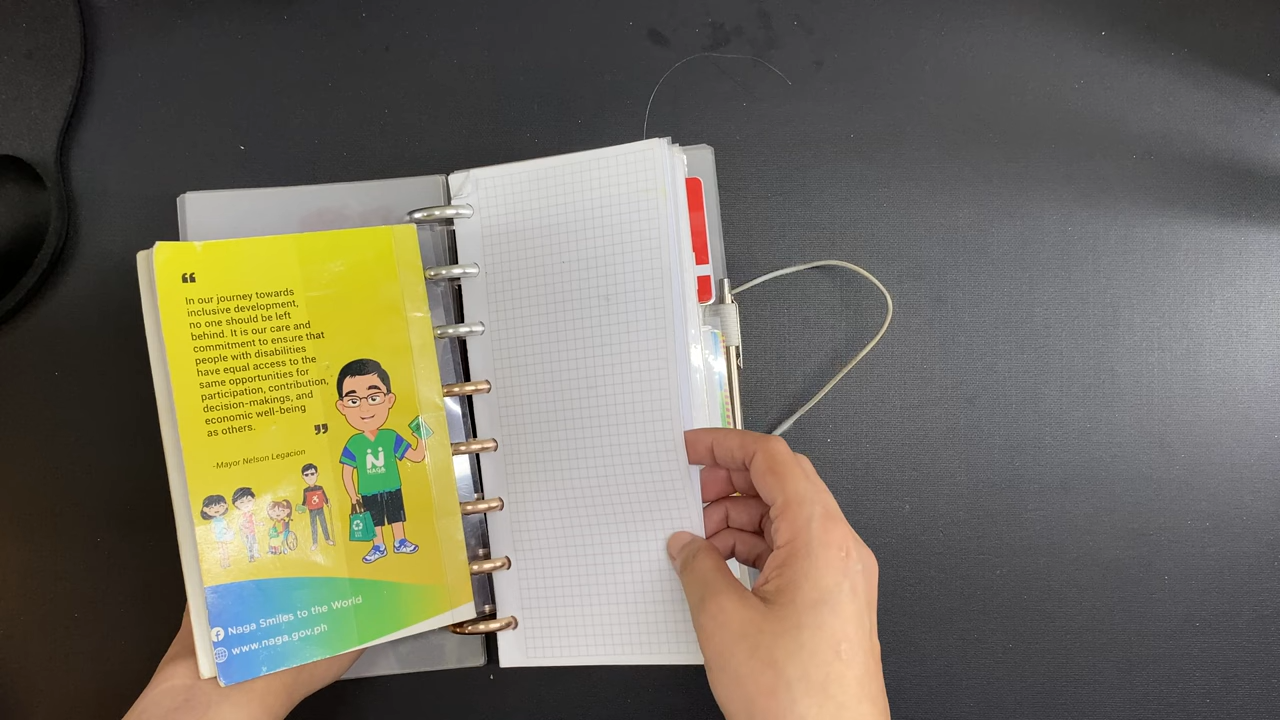 “
In our journey towards
inclusive development,
no one should be left
behind. It is our care and
commitment to ensure that
people with disabilities
have equal access to the
same opportunities for
participation, contribution,
decision-makings, and
economic well-being
as others.
”
-Mayor Nelson Legacion
N
NAGA
Naga Smiles to the World
www.naga.gov.ph